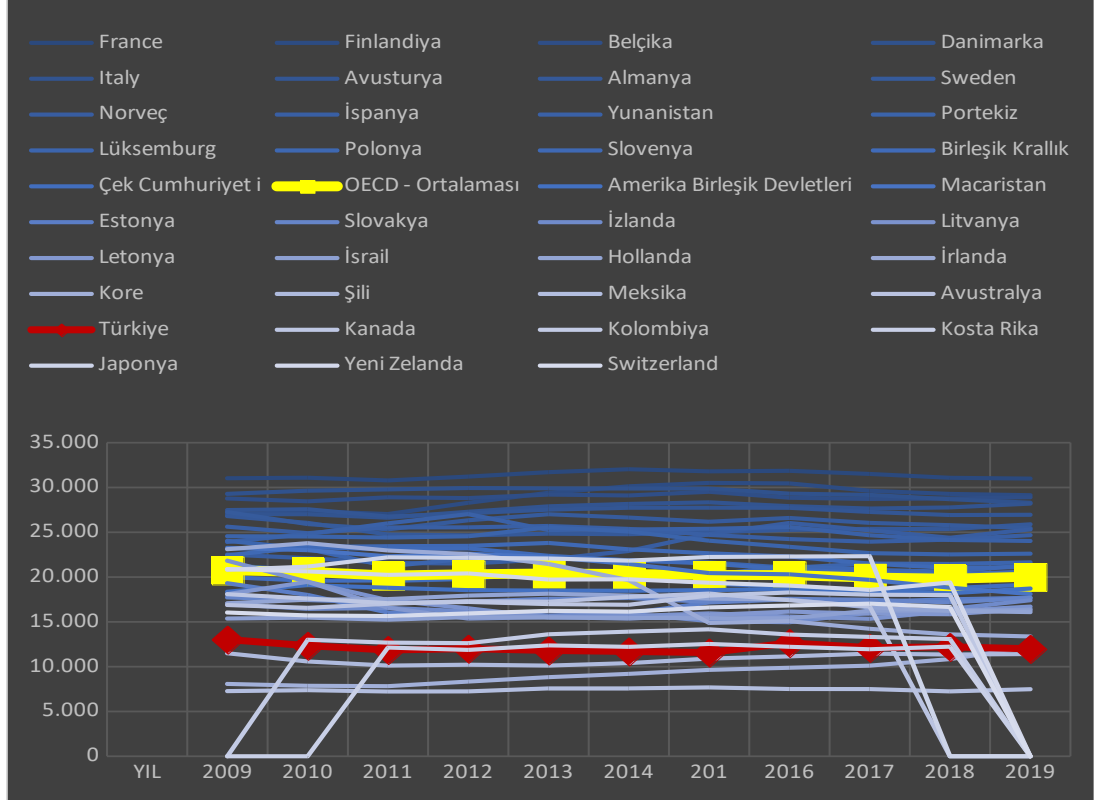 France Finlandiya Belçika Danimarka
Italy Avusturya Almanya Sweden
Norveç İspanya Yunanistan Portekiz
Lüksemburg Polonya Slovenya Birleşik Krallık
Çek Cumhuriyet i OECD - Ortalaması Amerika Birleşik Devletleri Macaristan
Estonya Slovakya İzlanda Litvanya
Letonya İsrail Hollanda İrlanda
Kore Şili Meksika Avustralya
Türkiye Kanada Kolombiya Kosta Rika
Japonya Yeni Zelanda Switzerland
35.000
30.000
25.000
20.000
15.000
10.000
5.000
0
YIL 2009 2010 2011 2012 2013 2014 201 2016 2017 2018 2019